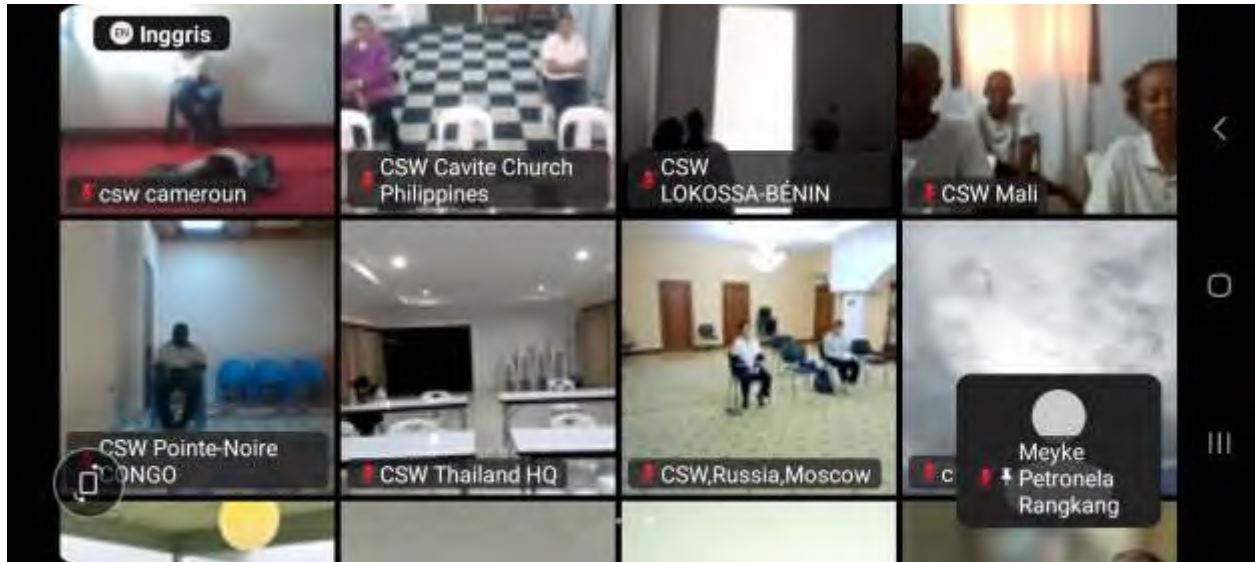 EN Inggris
csw cameroun
CSW Cavite Church
Philippines
CSW
LOKOSSA-BÉNIN
CSW Mali
CSW Pointe-Noire
CONGO
CSW Thailand HQ
CSW,Russia,Moscow
c
Meyke
Petronela
Rangkang